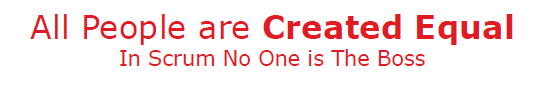 All People are Created Equal
In Scrum No One is The Boss